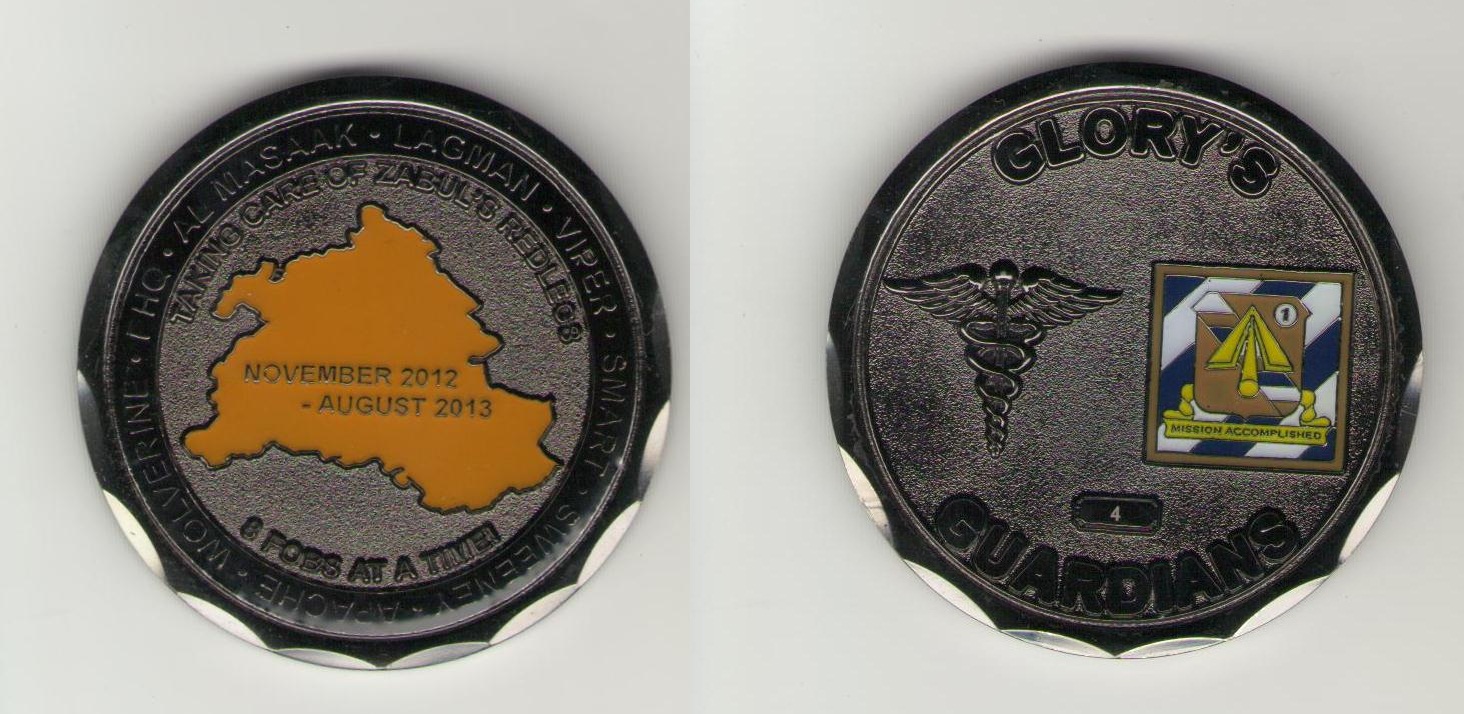 AL MASAAK • LAGMAN • VIPER • SMART • SWEENEY • APACHE • WOLVERINE • PHQ •
TAKING CARE OF ZABUL'S REDLEGS
NOVEMBER 2012
- AUGUST 2013
8 FOBS AT A TIME!
GLORY'S
1
MISSION ACCOMPLISHED
4
GUARDIANS